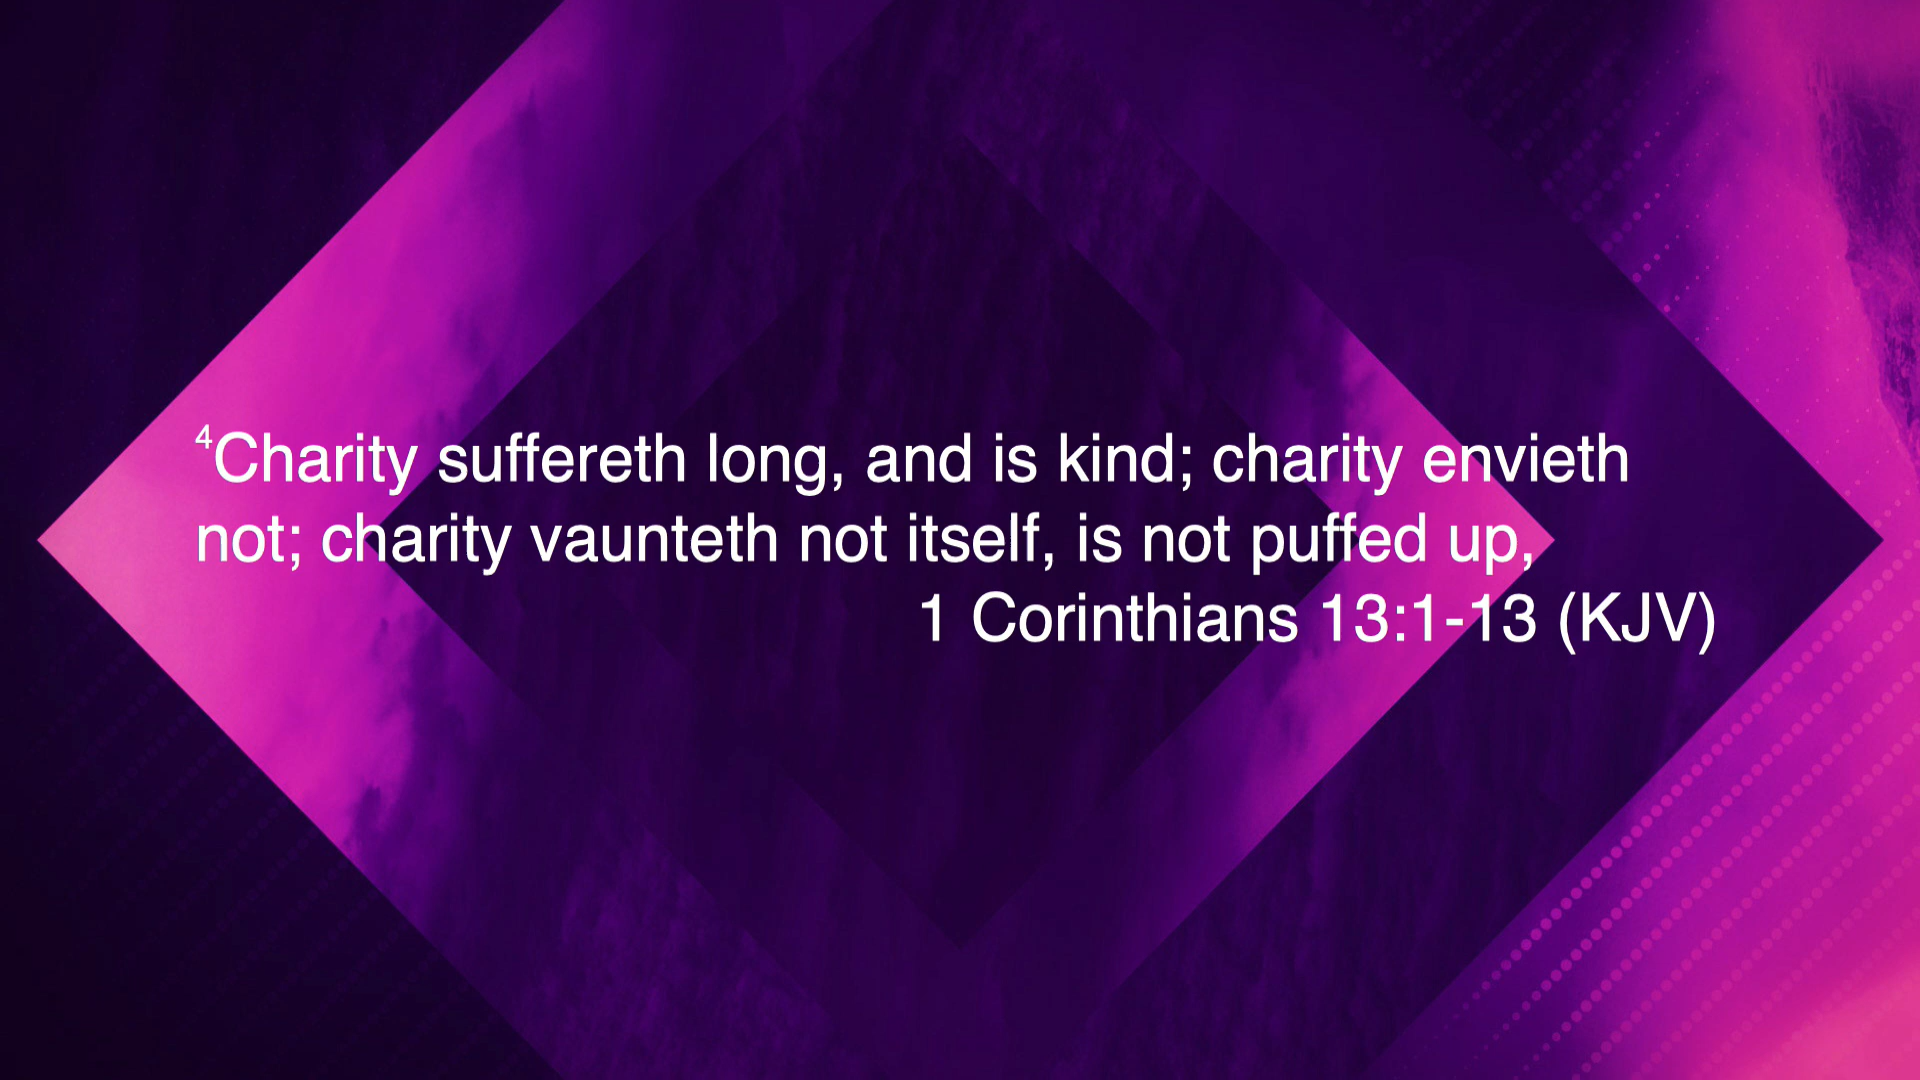 4Charity suffereth long, and is kind; charity envieth
not; charity vaunteth not itself, is not puffed up,
1 Corinthians 13:1-13 (KJV)